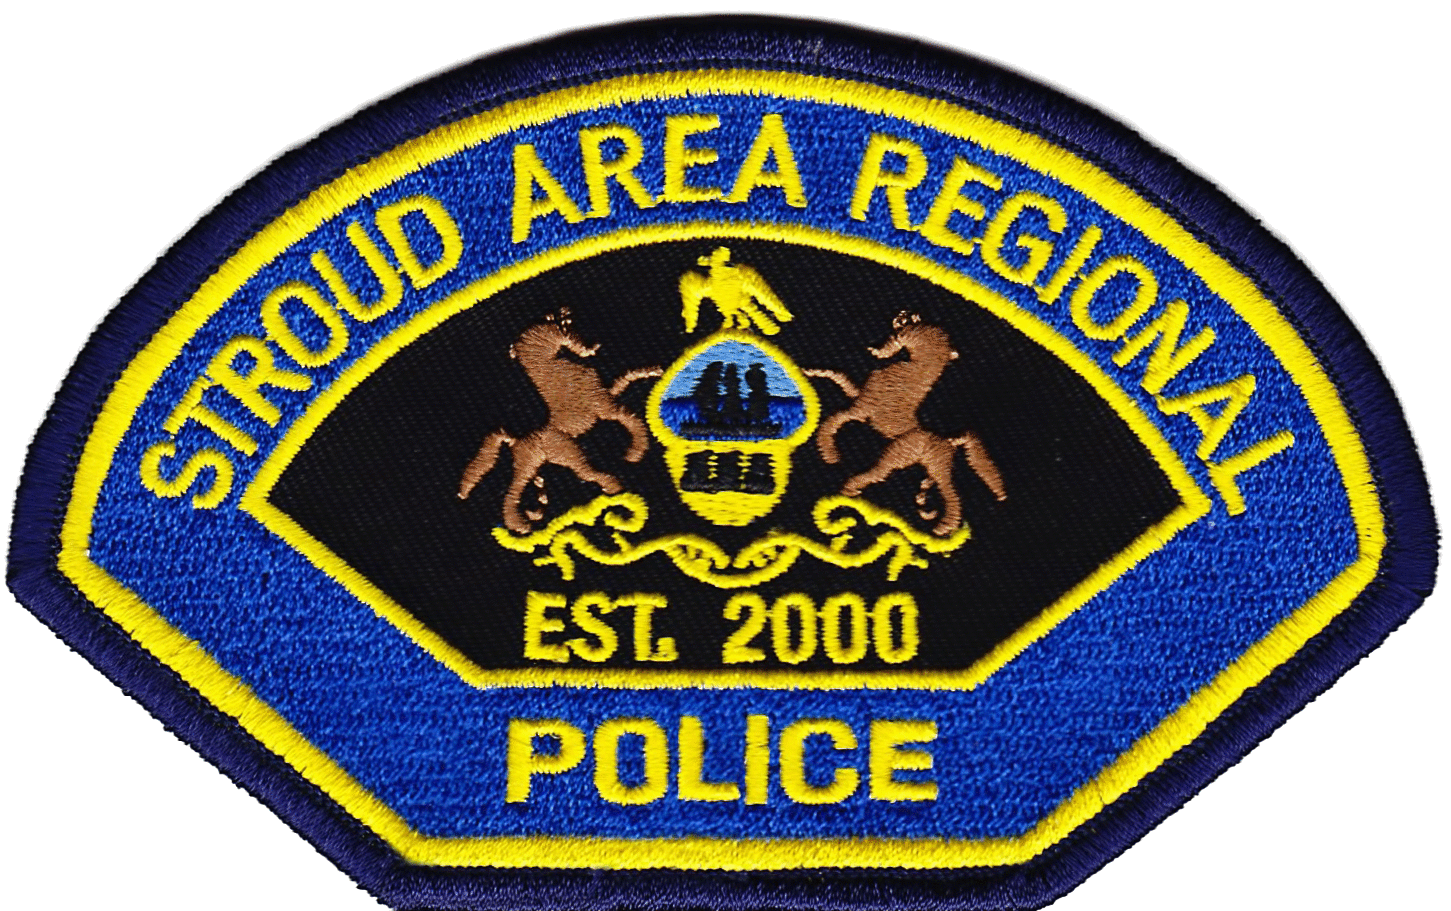 STROUD AREA REGIONAL
EST. 2000
POLICE